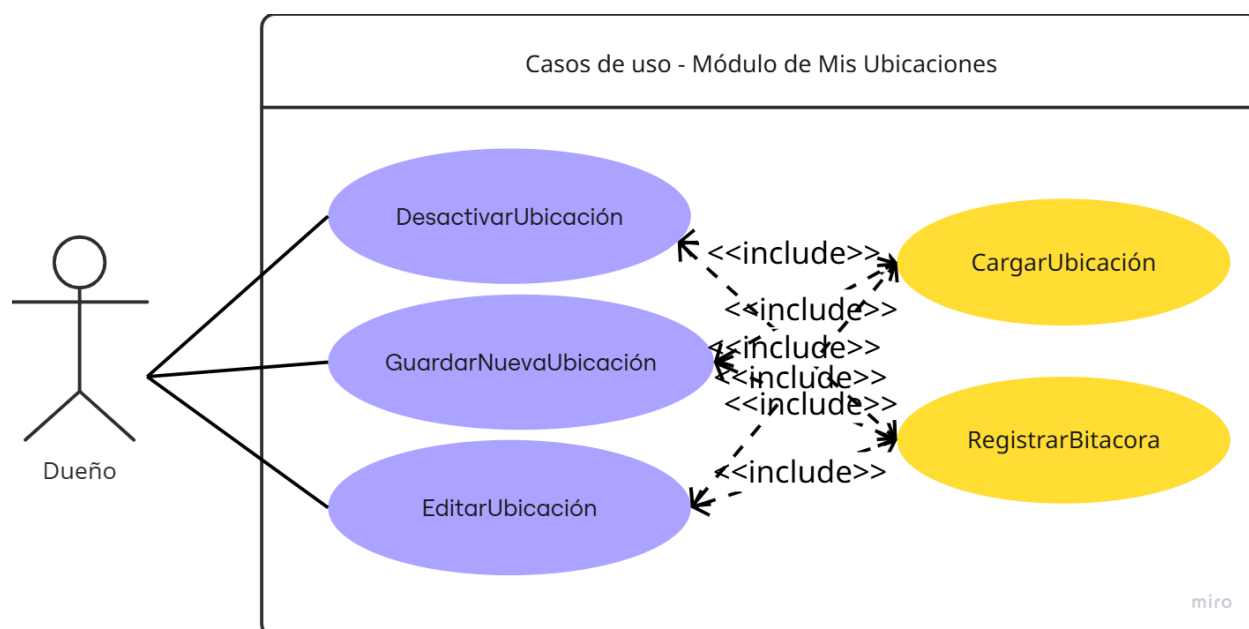 Casos de uso - Módulo de Mis Ubicaciones
DesactivarUbicación
<<include>>
CargarUbicación
<<include>>
<<include>>
GuardarNuevaUbicación
<<include>>
<<include>>
RegistrarBitacora
<<include>>
Dueño
EditarUbicación
miro